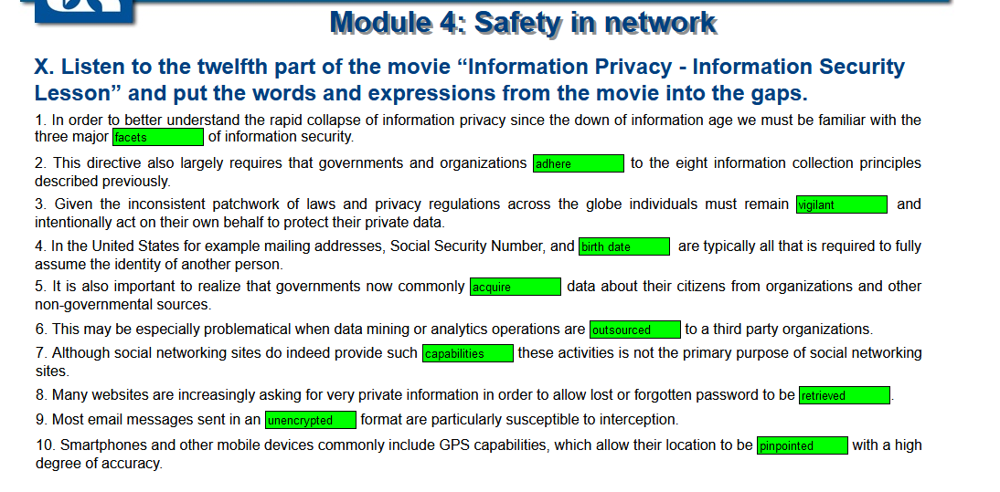 Module 4: Safety in network
X. Listen to the twelfth part of the movie “Information Privacy - Information Security
Lesson” and put the words and expressions from the movie into the gaps.
1. In order to better understand the rapid collapse of information privacy since the down of information age we must be familiar with the
three major facets of information security.
2. This directive also largely requires that governments and organizations adhere to the eight information collection principles
described previously.
3. Given the inconsistent patchwork of laws and privacy regulations across the globe individuals must remain vigilant and
intentionally act on their own behalf to protect their private data.
4. In the United States for example mailing addresses, Social Security Number, and birth date are typically all that is required to fully
assume the identity of another person.
5. It is also important to realize that governments now commonly acquire data about their citizens from organizations and other
non-governmental sources.
6. This may be especially problematical when data mining or analytics operations are outsourced to a third party organizations.
7. Although social networking sites do indeed provide such capabilities these activities is not the primary purpose of social networking
sites.
8. Many websites are increasingly asking for very private information in order to allow lost or forgotten password to be retrieved.
9. Most email messages sent in an unencrypted format are particularly susceptible to interception.
10. Smartphones and other mobile devices commonly include GPS capabilities, which allow their location to be pinpointed with a high
degree of accuracy.